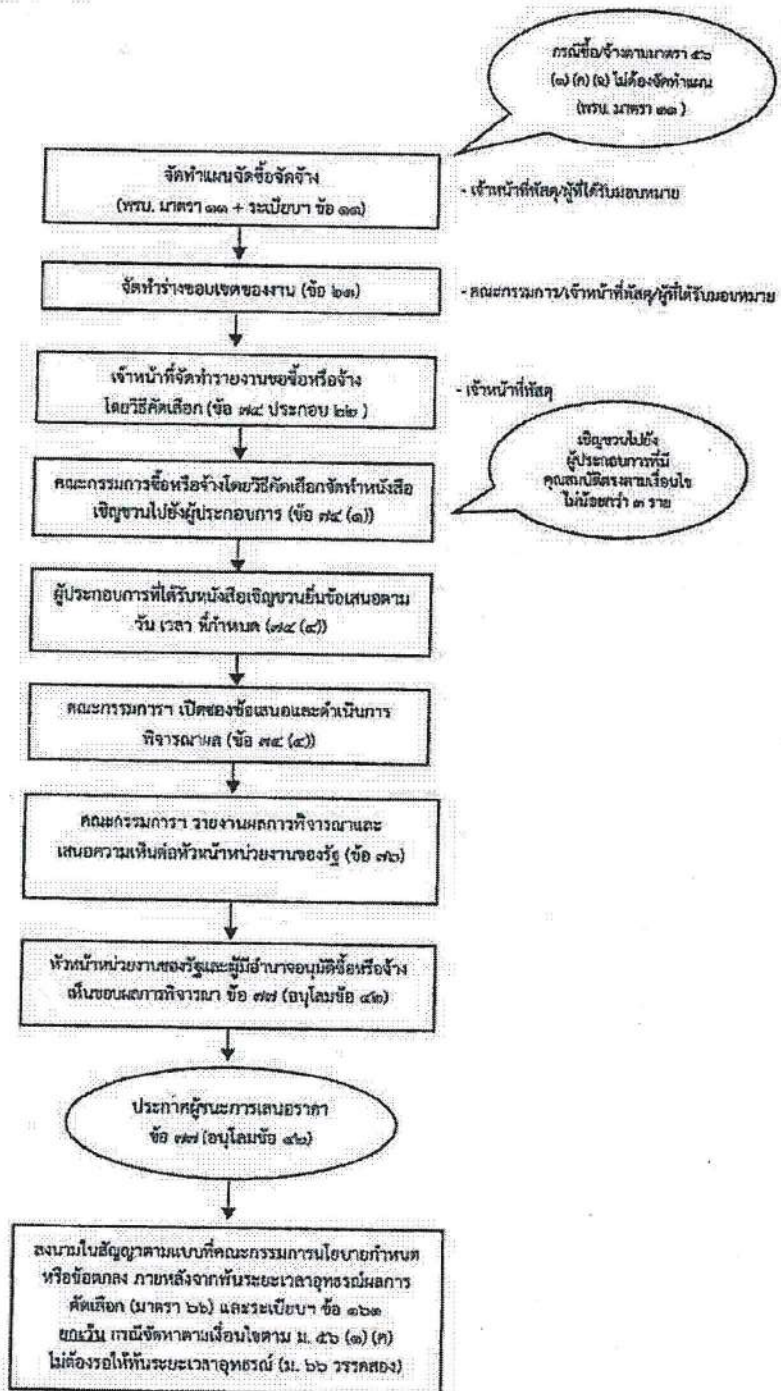 กรณีซื้อ/จ้างตามมาตรา ๕๖
(๑) (ค) (ฉ) ไม่ต้องจัดทำแผน
(พรบ. มาตรา ๑๑ )
จัดทำแผนจัดซื้อจัดจ้าง
(พรบ. มาตรา ๑๑ + ระเบียบฯ ข้อ ๑๑)
- เจ้าหน้าที่พัสดุ/ผู้ที่ได้รับมอบหมาย
จัดทำร่างขอบเขตของงาน (ข้อ ๒๑)
- คณะกรรมการ/เจ้าหน้าที่พัสดุ/ผู้ที่ได้รับมอบหมาย
เจ้าหน้าที่จัดทำรายงานขอซื้อหรือจ้าง
โดยวิธีคัดเลือก (ข้อ ๗๔ ประกอบ ๒๒ )
- เจ้าหน้าที่พัสดุ
เชิญชวนไปยัง
ผู้ประกอบการที่มี
คุณสมบัติตรงตามเงื่อนไข
ไม่น้อยกว่า ๓ ราย
คณะกรรมการซื้อหรือจ้างโดยวิธีคัดเลือกจัดทำหนังสือ
เชิญชวนไปยังผู้ประกอบการ (ข้อ ๗๔ (๑))
ผู้ประกอบการที่ได้รับหนังสือเชิญชวนยื่นข้อเสนอตาม
วัน เวลา ที่กำหนด (๗๔ (๔))
คณะกรรมการฯ เปิดซองข้อเสนอและดำเนินการ
พิจารณาผล (ข้อ ๗๔ (๔))
คณะกรรมการฯ รายงานผลการพิจารณาและ
เสนอความเห็นต่อหัวหน้าหน่วยงานของรัฐ (ข้อ ๗๖)
หัวหน้าหน่วยงานของรัฐและผู้มีอำนาจอนุมัติซื้อหรือจ้าง
เห็นชอบผลการพิจารณา ข้อ ๗๗ (อนุโลมข้อ ๔๒)
ประกาศผู้ชนะการเสนอราคา
ข้อ ๗๗ (อนุโลมข้อ ๔๒)
ลงนามในสัญญาตามแบบที่คณะกรรมการนโยบายกำหนด
หรือข้อตกลง ภายหลังจากพ้นระยะเวลาอุทธรณ์ผลการ
คัดเลือก (มาตรา ๖๖) และระเบียบฯ ข้อ ๑๖๑
ยกเว้น กรณีจัดหาตามเงื่อนไขตาม ม. ๕๖ (๑) (ค)
ไม่ต้องรอให้พ้นระยะเวลาอุทธรณ์ (ม. ๖๖ วรรคสอง)